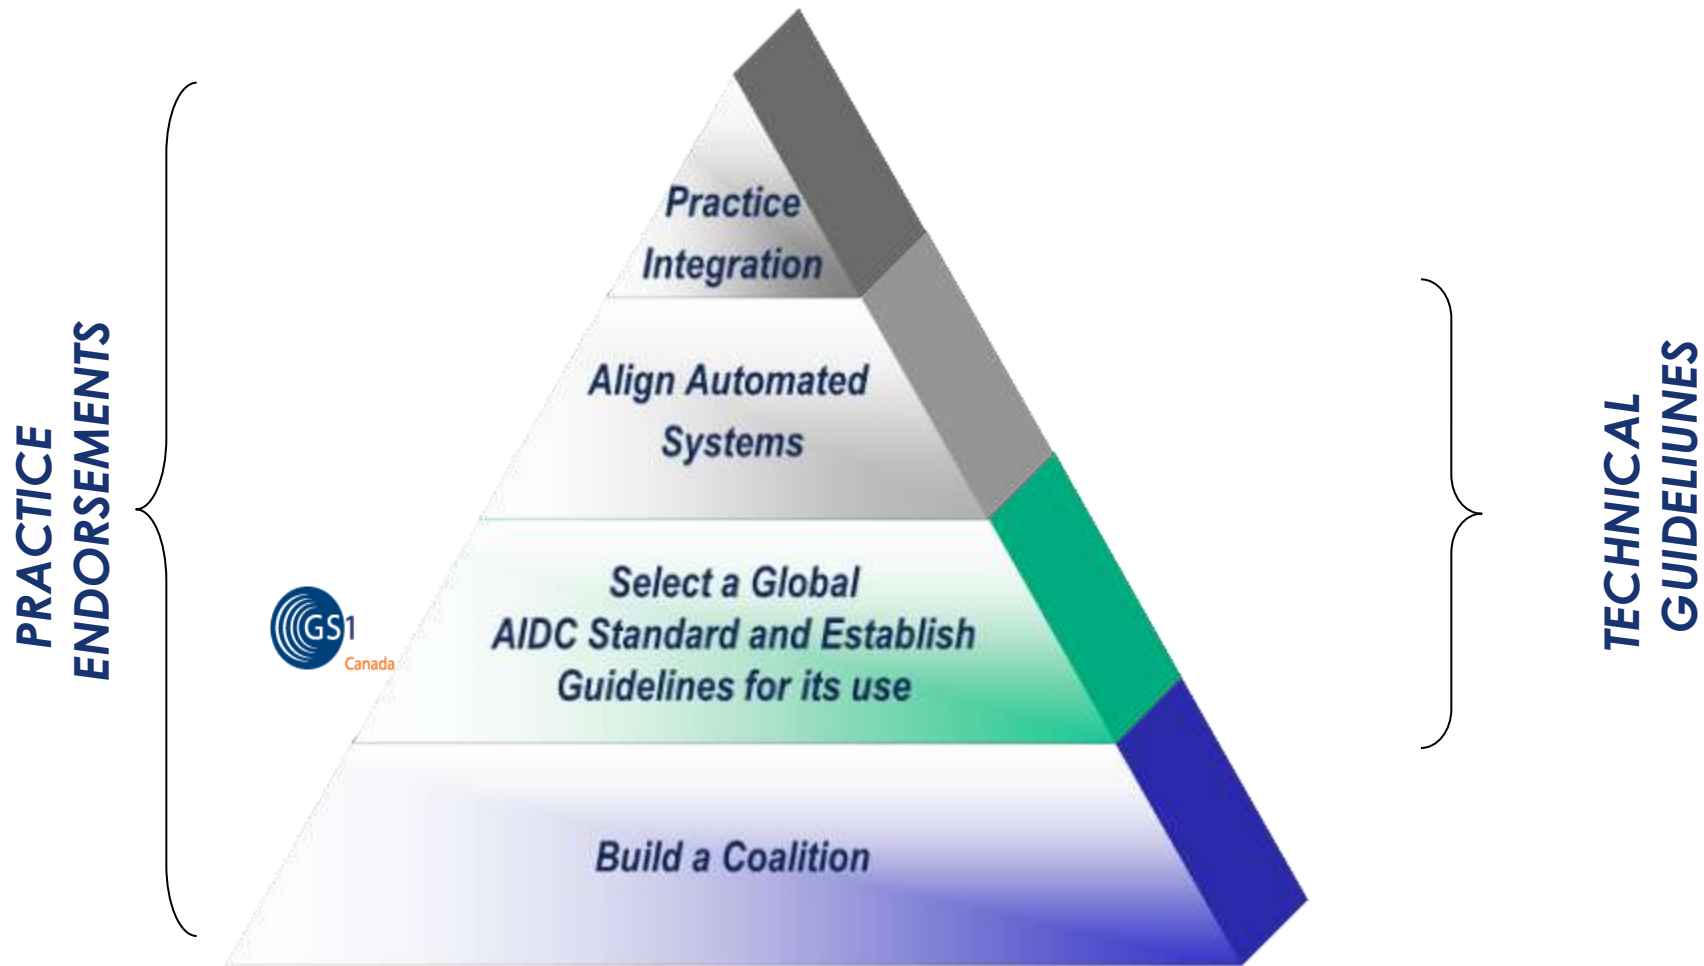 PRACTICE
ENDORSEMENTS
Practice
Integration
Align Automated
Systems
Select a Global
AIDC Standard and Establish
Guidelines for its use
GS1
Canada
Build a Coalition
TECHNICAL
GUIDELIUNES